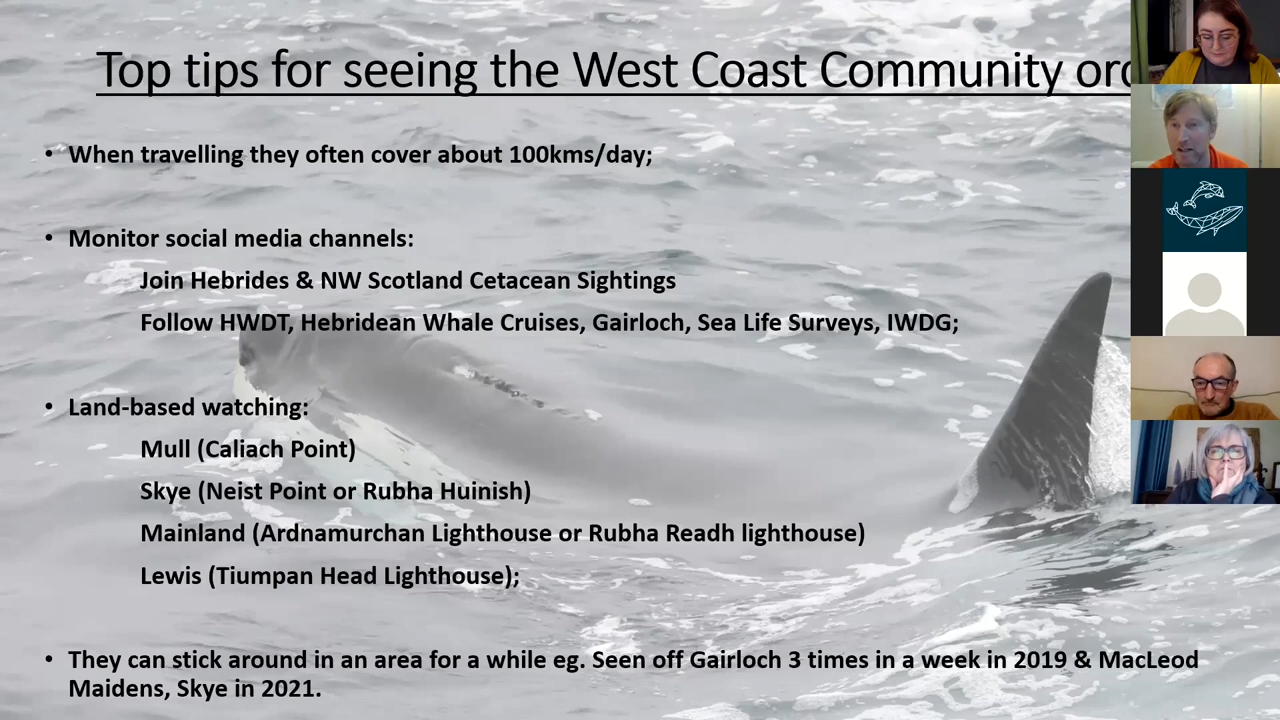 Top tips for seeing the West Coast Community
• When travelling they often cover about 100kms/day;
• Monitor social media channels:
Join Hebrides & NW Scotland Cetacean Sightings
Follow HWDT, Hebridean Whale Cruises, Gairloch, Sea Life Surveys, IWDG;
• Land-based watching:
Mull (Caliach Point)
Skye (Neist Point or Rubha Huinish)
Mainland (Ardnamurchan Lighthouse or Rubha Readh lighthouse)
Lewis (Tiumpan Head Lighthouse);
• They can stick around in an area for a while eg. Seen off Gairloch 3 times in a week in 2019 & MacLeod
Maidens, Skye in 2021.